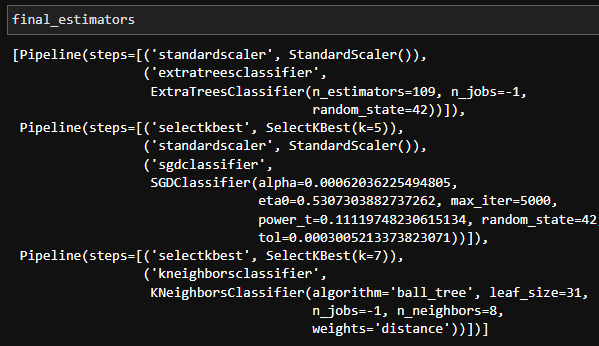 final_estimators
[Pipeline(steps=[('standardscaler', StandardScaler()),
('extratreesclassifier',
ExtraTreesClassifier(n_estimators=109, n_jobs=-1,
random_state=42))]),
Pipeline(steps=[('selectkbest', SelectKBest(k=5)),
('standardscaler', StandardScaler()),
('sgdclassifier',
SGDClassifier(alpha=0.00062036225494805,
eta0=0.5307303882737262, max_iter=5000,
power_t=0.11119748230615134, random_state=42,
tol=0.0003005213373823071))]),
Pipeline(steps=[('selectkbest', SelectKBest(k=7)),
('kneighborsclassifier',
KNeighborsClassifier(algorithm='ball_tree', leaf_size=31,
n_jobs=-1, n_neighbors=8,
weights='distance'))])]